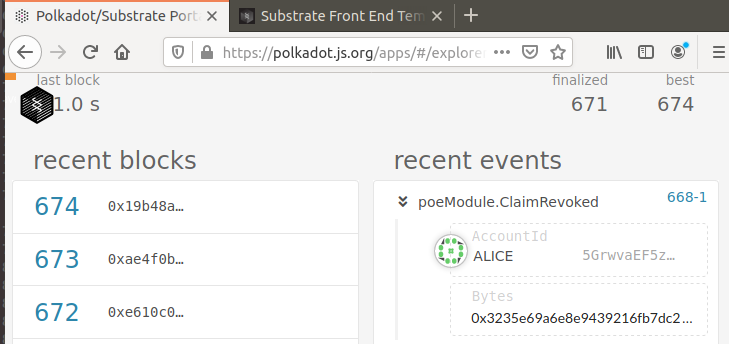 Polkadot/Substrate Port
Substrate Front End Tem
https://polkadot.js.org/apps/#/explore
last block
finalized
best
1.0 s
671
674
recent blocks
recent events
674 0x19b48a…
673 0xae4f0b…
672 0xe610c0…
poeModule.ClaimRevoked
668-1
AccountId
ALICE
5GrwvaEF5z…
Bytes
0x3235e69a6e8e9439216fb7dc2…